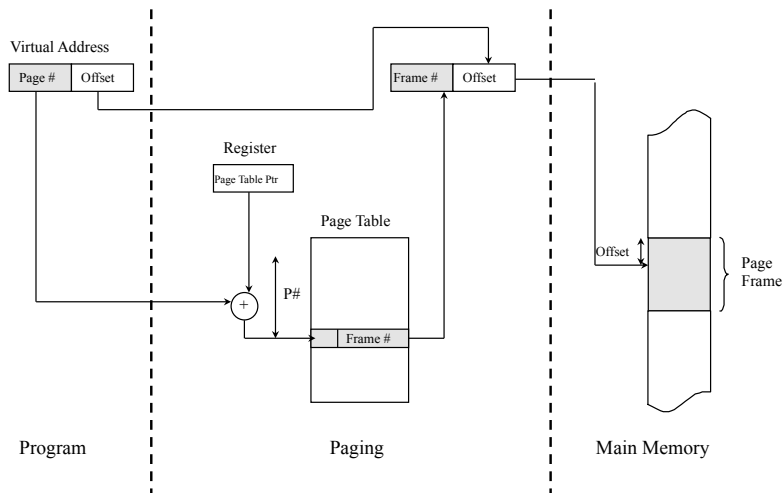 Virtual Address
Page # Offset
Frame # Offset
Register
Page Table Ptr
Page Table
Offset
Page
Frame
P#
+
Frame #
Program Paging Main Memory